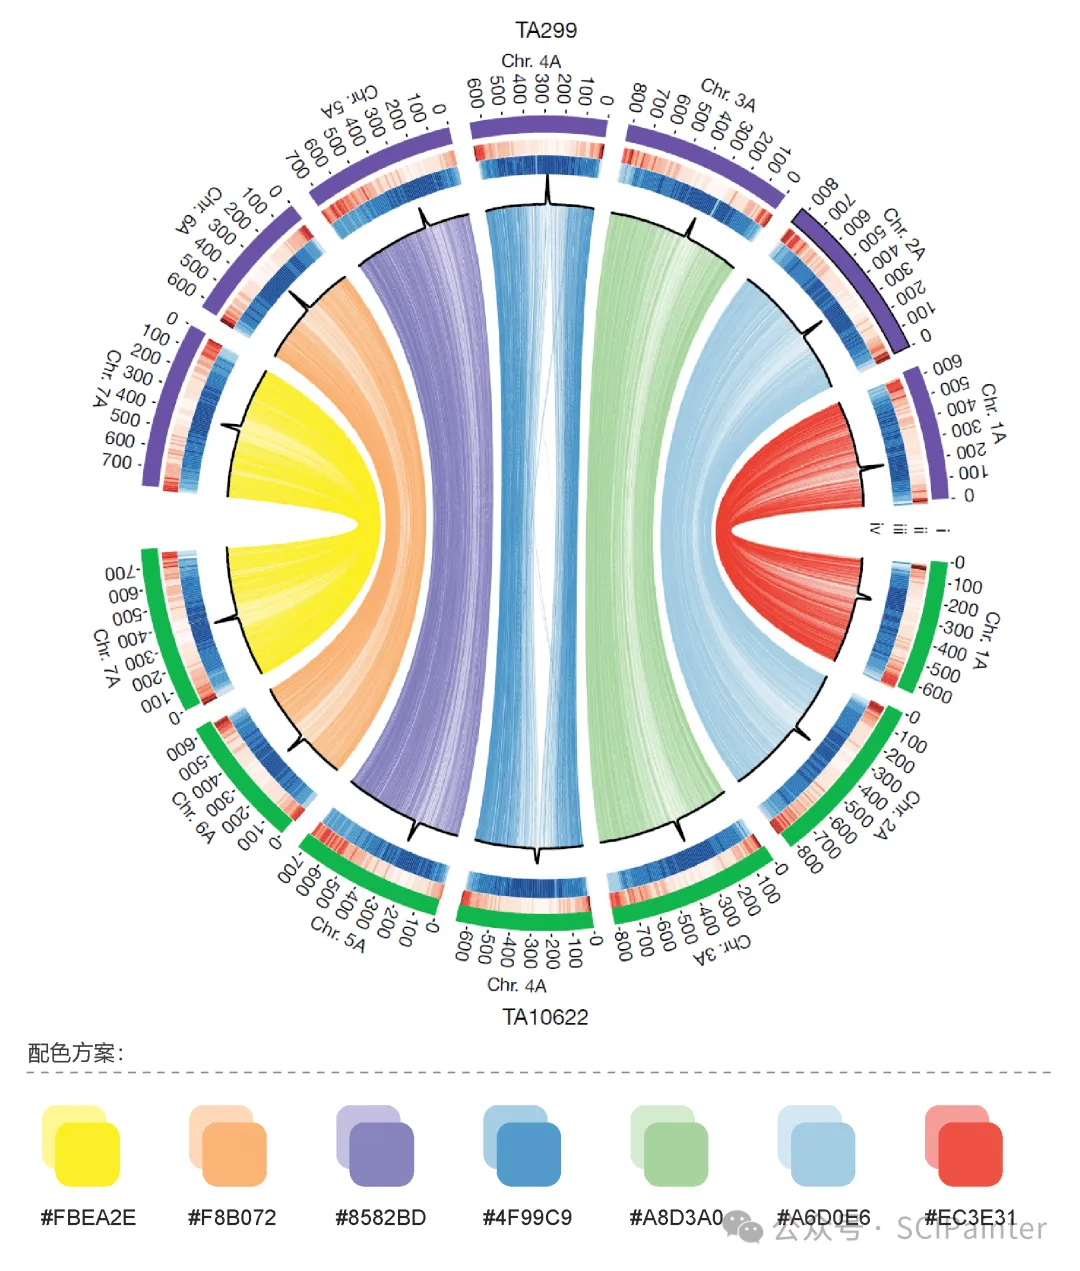 TA299
Chr. 4A
600 500 400 300 200 100 0
Chr. 3A
800 700 600 500 400 300 200 100 0
Chr. 2A
800 700 600 500 400 300 200 100 0
Chr. 1A
600 500 400 300 200 100 0
Chr. 5A
700 600 500 400 300 200 100 0
Chr. 6A
600 500 400 300 200 100 0
Chr. 7A
0 100 200 300 400 500 600 700
iv iii ii i
Chr. 1A
0 100 200 300 400 500 600
Chr. 2A
0 100 200 300 400 500 600 700 800
Chr. 3A
800 700 600 500 400 300 200 100 0
Chr. 4A
600 500 400 300 200 100 0
Chr. 5A
700 600 500 400 300 200 100 0
Chr. 6A
600 500 400 300 200 100 0
Chr. 7A
700 600 500 400 300 200 100 0
TA10622
配色方案：
#FBEA2E #F8B072 #8582BD #4F99C9 #A8D3A0 #A6D0E6 #EC3E31
公众号 · SCIPainter